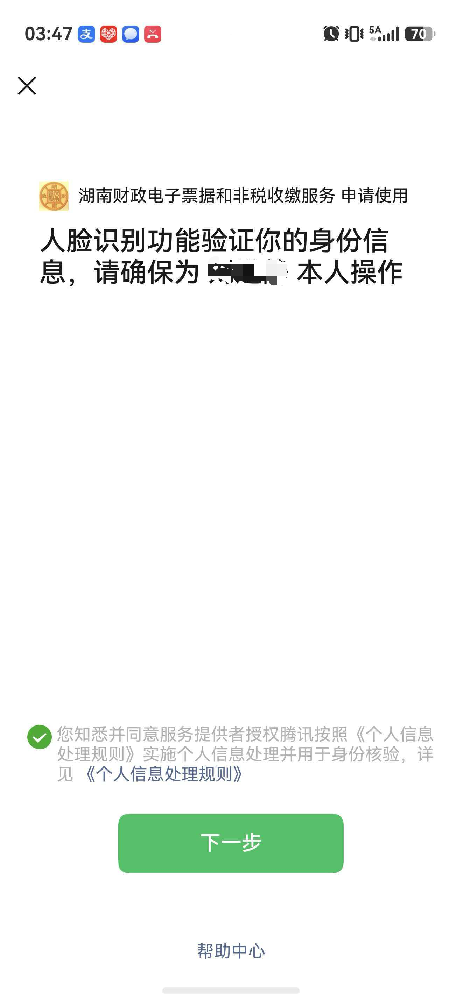 03:47
5A
70
湖南财政电子票据和非税收缴服务 申请使用
人脸识别功能验证你的身份信
息，请确保为 本人操作
您知悉并同意服务提供者授权腾讯按照《个人信息
处理规则》实施个人信息处理并用于身份核验，详
见 《个人信息处理规则》
下一步
帮助中心